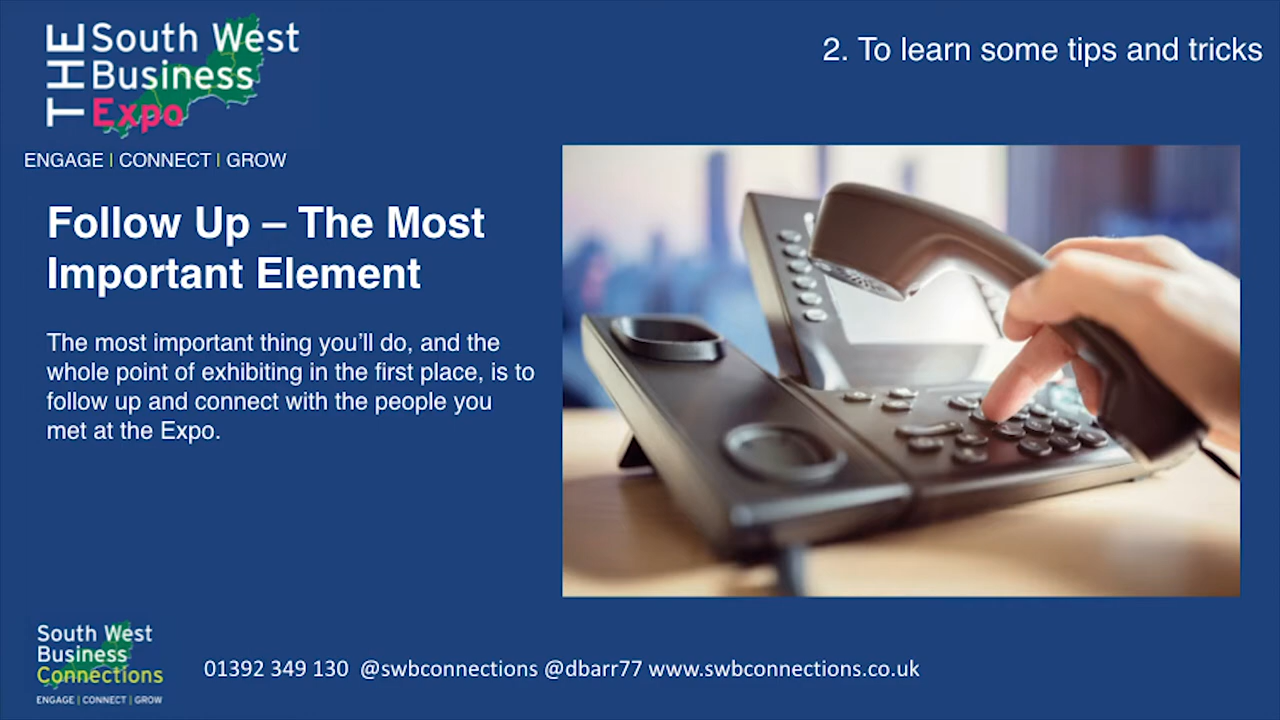 THE
South West
Business
Expo
ENGAGE | CONNECT | GROW
2. To learn some tips and tricks
Follow Up – The Most
Important Element
The most important thing you’ll do, and the
whole point of exhibiting in the first place, is to
follow up and connect with the people you
met at the Expo.
South West
Business
Connections
ENGAGE | CONNECT | GROW
01392 349 130 @swbconnections @dbarr77 www.swbconnections.co.uk